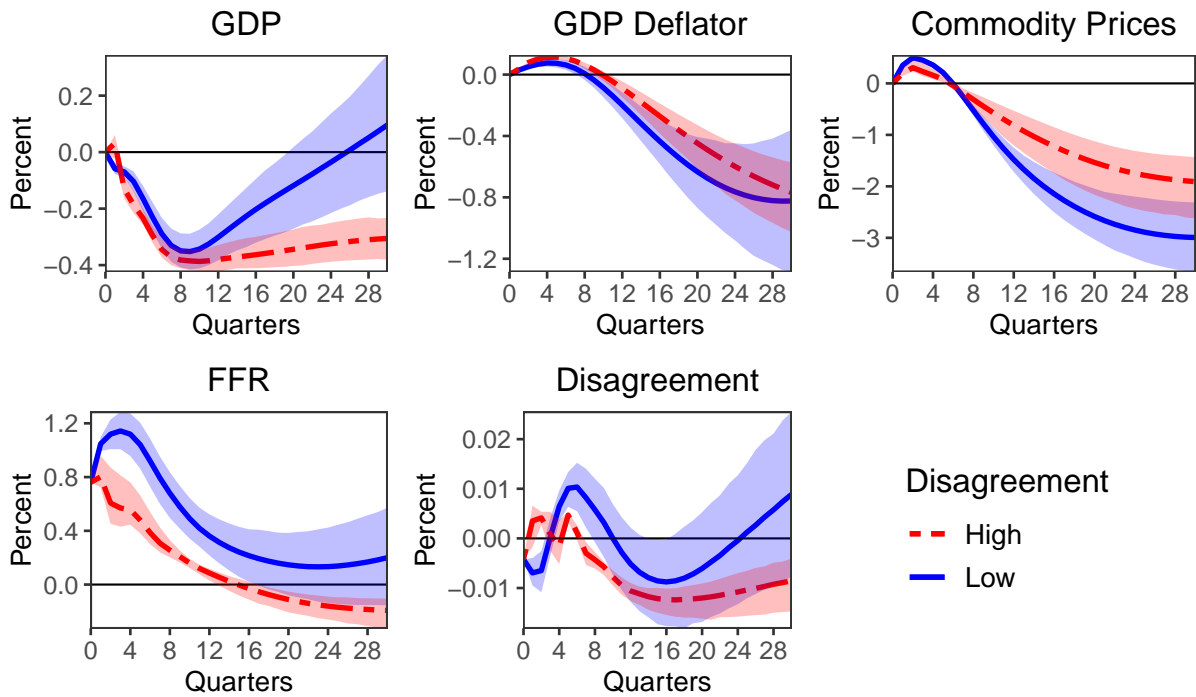 GDP
GDP Deflator
Commodity Prices
Percent
0.2
0.0
−0.2
−0.4
0 4 8 12 16 20 24 28
Quarters
Percent
0.0
−0.4
−0.8
−1.2
0 4 8 12 16 20 24 28
Quarters
Percent
0
−1
−2
−3
0 4 8 12 16 20 24 28
Quarters
FFR
Disagreement
Percent
1.2
0.8
0.4
0.0
0 4 8 12 16 20 24 28
Quarters
Percent
0.02
0.01
0.00
−0.01
0 4 8 12 16 20 24 28
Quarters
Disagreement
High
Low